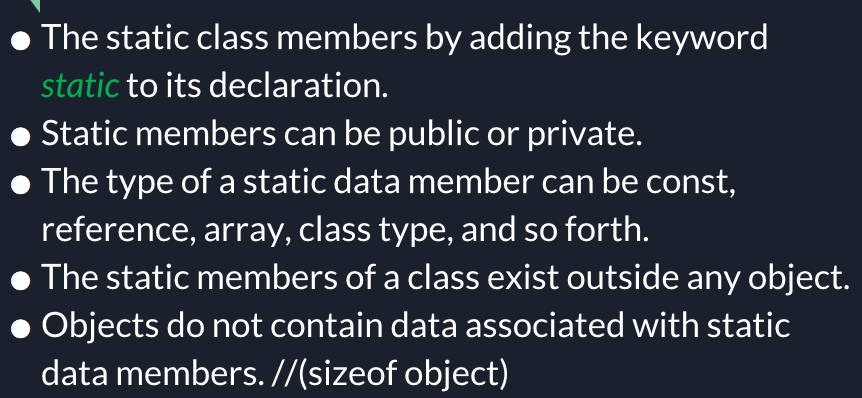 ● The static class members by adding the keyword
static to its declaration.
● Static members can be public or private.
● The type of a static data member can be const,
reference, array, class type, and so forth.
● The static members of a class exist outside any object.
● Objects do not contain data associated with static
data members. //(sizeof object)